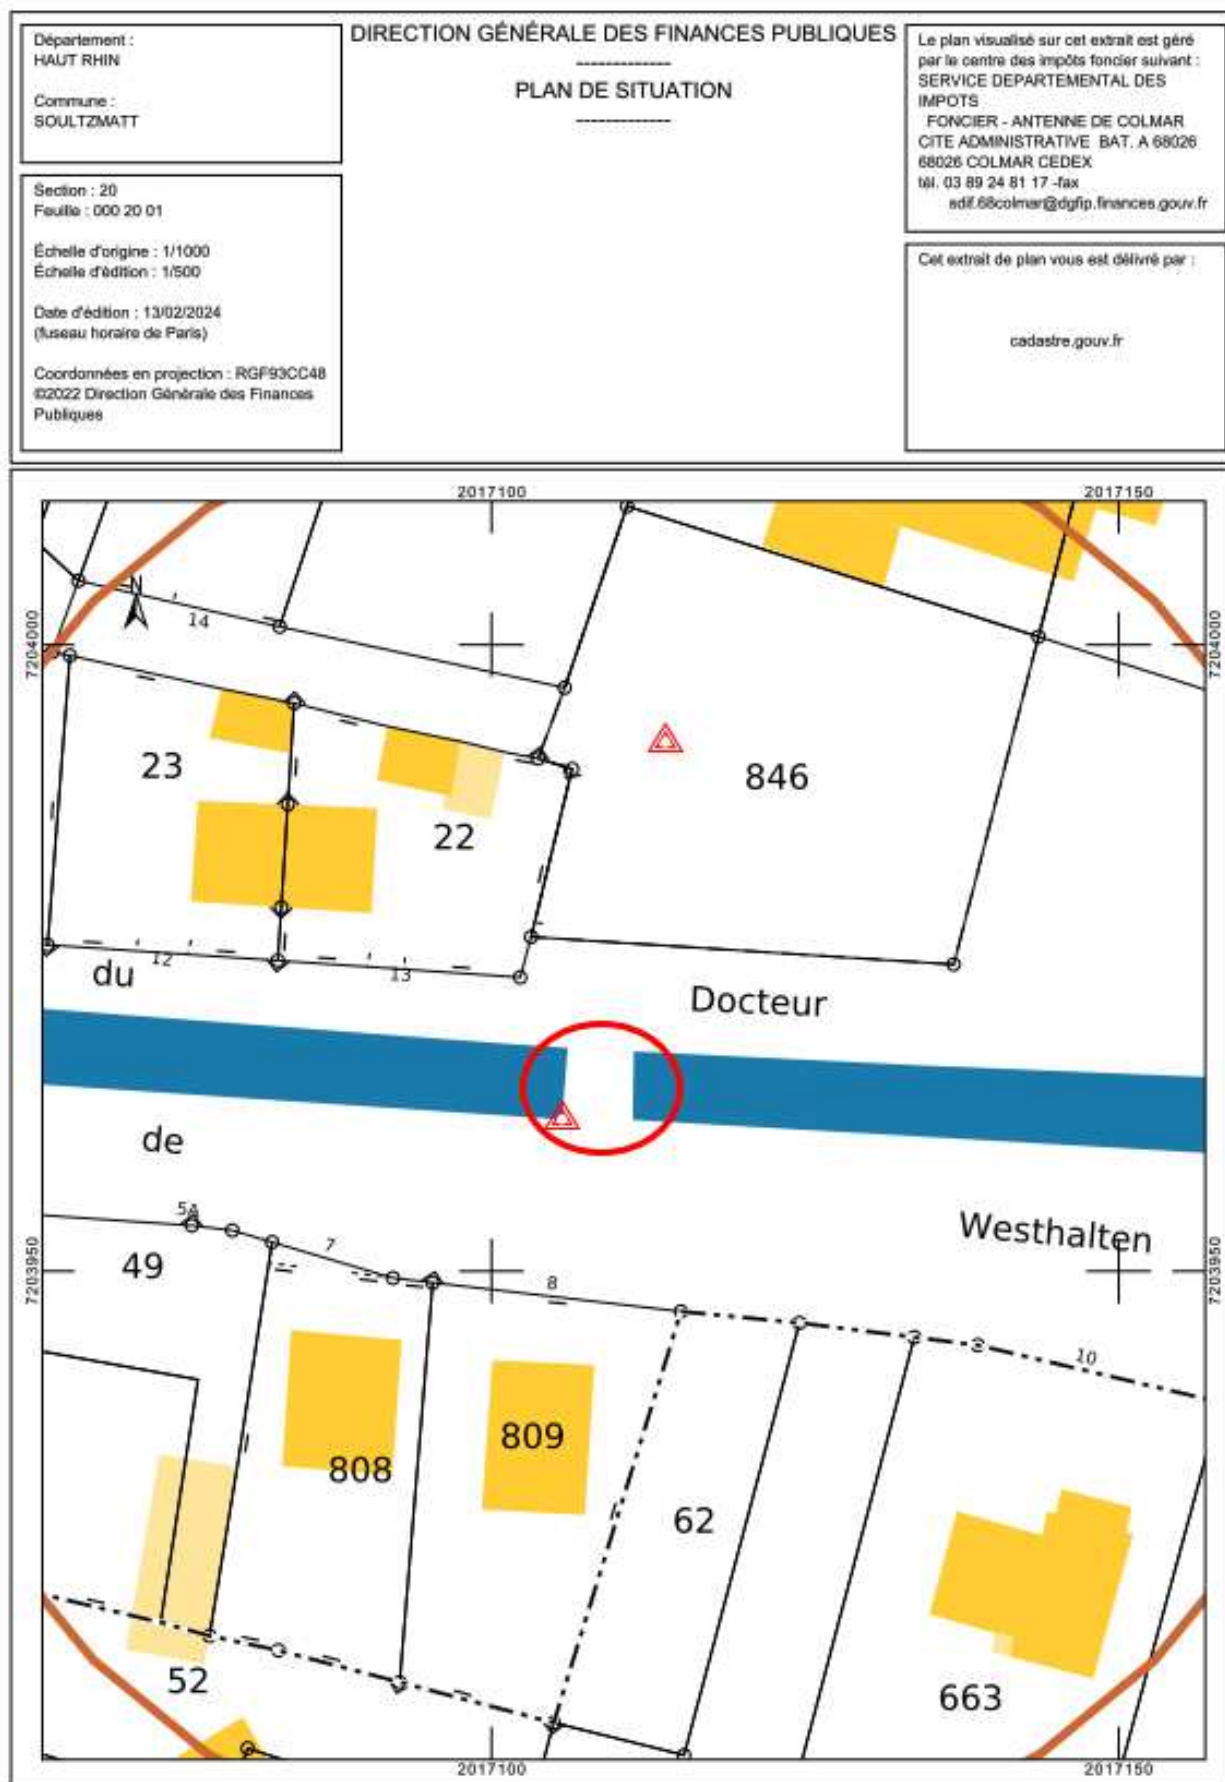 Département :
HAUT RHIN
Commune :
SOULTZMATT
Section : 20
Feuille : 000 20 01
Échelle d'origine : 1/1000
Échelle d'édition : 1/500
Date d'édition : 13/02/2024
(fuseau horaire de Paris)
Coordonnées en projection : RGF93CC48
©2022 Direction Générale des Finances
Publiques
DIRECTION GÉNÉRALE DES FINANCES PUBLIQUES
-------------
PLAN DE SITUATION
-------------
Le plan visualisé sur cet extrait est géré
par le centre des impôts foncier suivant :
SERVICE DEPARTEMENTAL DES
IMPOTS
FONCIER - ANTENNE DE COLMAR
CITE ADMINISTRATIVE BAT. A 68026
68026 COLMAR CEDEX
tél. 03 89 24 81 17 -fax
sdif.68colmar@dgfip.finances.gouv.fr
Cet extrait de plan vous est délivré par :
cadastre.gouv.fr
2017100
2017150
N
14
7204000
7204000
23
846
22
12
13
du
Docteur
de
5A
Westhalten
7
49
8
7203950
7203950
10
809
808
62
52
663
2017100
2017150